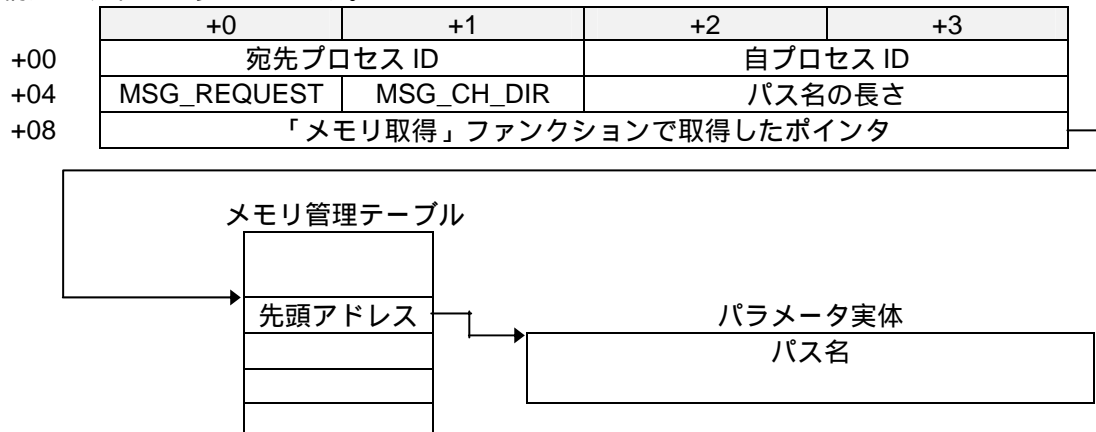 +0 +1 +2 +3
+00 宛先プロセス ID 自プロセス ID
+04 MSG_REQUEST MSG_CH_DIR パス名の長さ
+08 「メモリ取得」ファンクションで取得したポインタ
メモリ管理テーブル
先頭アドレス パラメータ実体
パス名